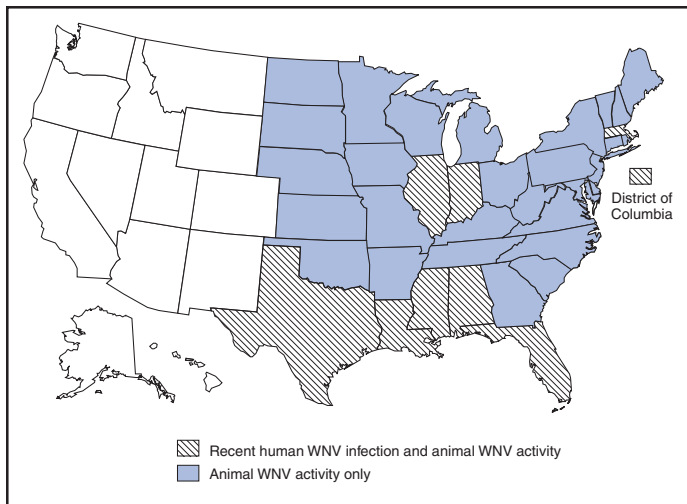 District of
Columbia
Recent human WNV infection and animal WNV activity
Animal WNV activity only